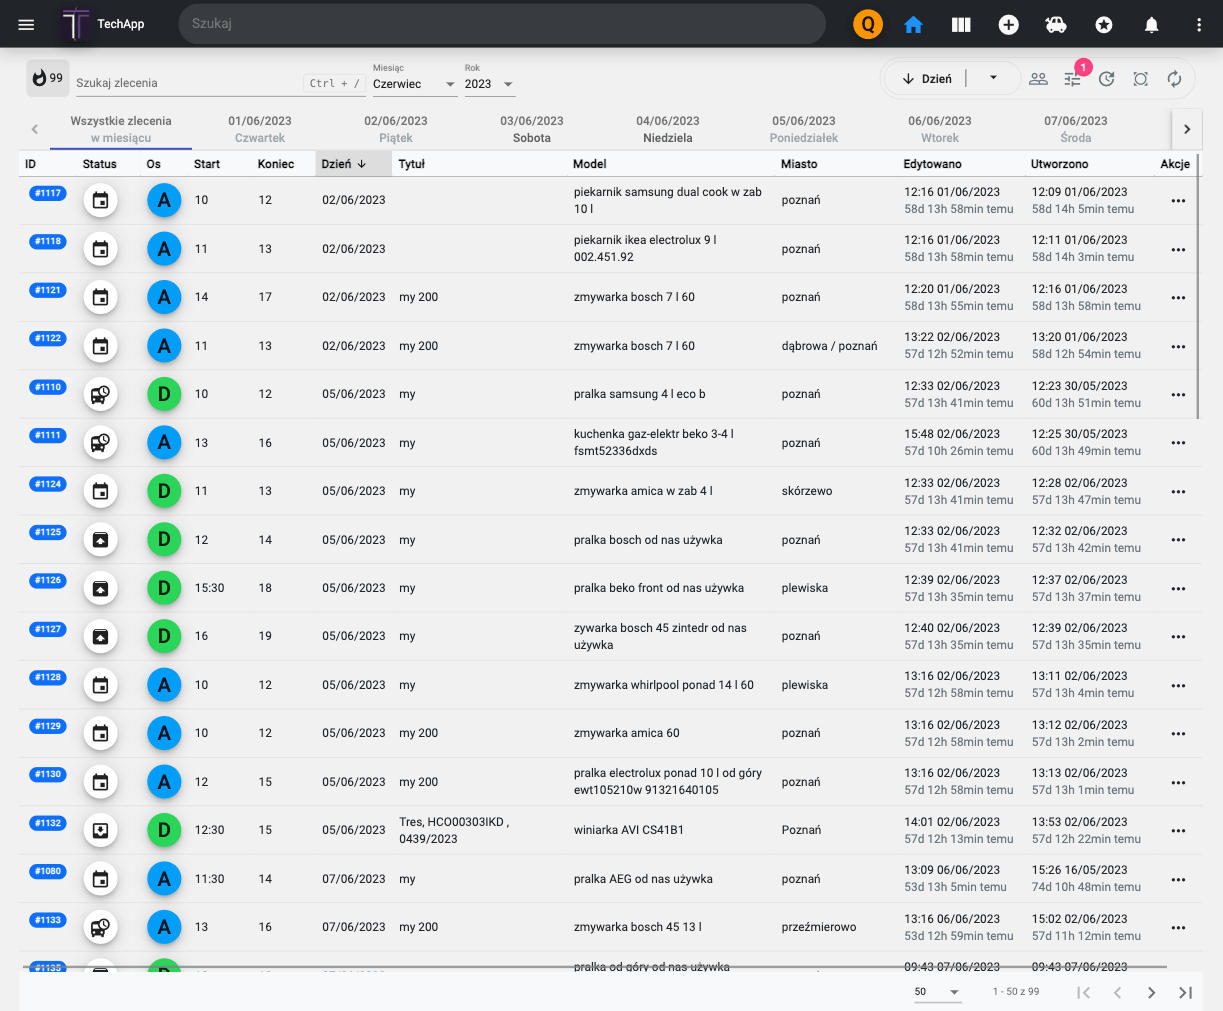 TechApp
Szukaj
Q
99
Szukaj zlecenia
Ctrl + /
Miesiąc
Czerwiec
Rok
2023
Dzień
1
Wszystkie zlecenia
w miesiącu
01/06/2023
Czwartek
02/06/2023
Piątek
03/06/2023
Sobota
04/06/2023
Niedziela
05/06/2023
Poniedziałek
06/06/2023
Wtorek
07/06/2023
Środa
ID Status Os Start Koniec Dzień Tytuł Model Miasto Edytowano Utworzono Akcje
#1117 A 10 12 02/06/2023 piekarnik samsung dual cook w zab 10 l poznań 12:16 01/06/2023 12:09 01/06/2023
58d 13h 58min temu 58d 14h 5min temu
#1118 A 11 13 02/06/2023 piekarnik ikea electrolux 9 l 002.451.92 poznań 12:16 01/06/2023 12:11 01/06/2023
58d 13h 58min temu 58d 14h 3min temu
#1121 A 14 17 02/06/2023 my 200 zmywarka bosch 7 l 60 poznań 12:20 01/06/2023 12:16 01/06/2023
58d 13h 55min temu 58d 13h 58min temu
#1122 A 11 13 02/06/2023 my 200 zmywarka bosch 7 l 60 dąbrowa / poznań 13:22 02/06/2023 13:20 01/06/2023
57d 12h 52min temu 58d 12h 54min temu
#1110 D 10 12 05/06/2023 my pralka samsung 4 l eco b poznań 12:33 02/06/2023 12:23 30/05/2023
57d 13h 41min temu 60d 13h 51min temu
#1111 A 13 16 05/06/2023 my kuchenka gaz-elektr beko 3-4 l fsmt52336dxds poznań 15:48 02/06/2023 12:25 30/05/2023
57d 10h 26min temu 60d 13h 49min temu
#1124 D 11 13 05/06/2023 my zmywarka amica w zab 4 l skórzewo 12:33 02/06/2023 12:28 02/06/2023
57d 13h 41min temu 57d 13h 47min temu
#1125 D 12 14 05/06/2023 my pralka bosch od nas używka poznań 12:33 02/06/2023 12:32 02/06/2023
57d 13h 41min temu 57d 13h 42min temu
#1126 D 15:30 18 05/06/2023 my pralka beko front od nas używka plewiska 12:39 02/06/2023 12:37 02/06/2023
57d 13h 35min temu 57d 13h 37min temu
#1127 D 16 19 05/06/2023 my zywarka bosch 45 zintedr od nas używka poznań 12:40 02/06/2023 12:39 02/06/2023
57d 13h 35min temu 57d 13h 35min temu
#1128 A 10 12 05/06/2023 my zmywarka whirlpool ponad 14 l 60 plewiska 13:16 02/06/2023 13:11 02/06/2023
57d 12h 58min temu 57d 13h 4min temu
#1129 A 10 12 05/06/2023 my 200 zmywarka amica 60 poznań 13:16 02/06/2023 13:12 02/06/2023
57d 12h 58min temu 57d 13h 2min temu
#1130 A 12 15 05/06/2023 my 200 pralka electrolux ponad 10 l od góry ewt105210w 91321640105 poznań 13:16 02/06/2023 13:13 02/06/2023
57d 12h 58min temu 57d 13h 1min temu
#1132 D 12:30 15 05/06/2023 Tres, HCO00303IKD , 0439/2023 winiarka AVI CS41B1 Poznań 14:01 02/06/2023 13:53 02/06/2023
57d 12h 13min temu 57d 12h 22min temu
#1080 A 11:30 14 07/06/2023 my pralka AEG od nas używka poznań 13:09 06/06/2023 15:26 16/05/2023
53d 13h 5min temu 74d 10h 48min temu
#1133 A 13 16 07/06/2023 my 200 zmywarka bosch 45 13 l przeźmierowo 13:16 06/06/2023 15:02 02/06/2023
53d 12h 59min temu 57d 11h 12min temu
#1135 D pralka od góry od nas używka 09:43 07/06/2023 09:43 07/06/2023
50 1 - 50 z 99